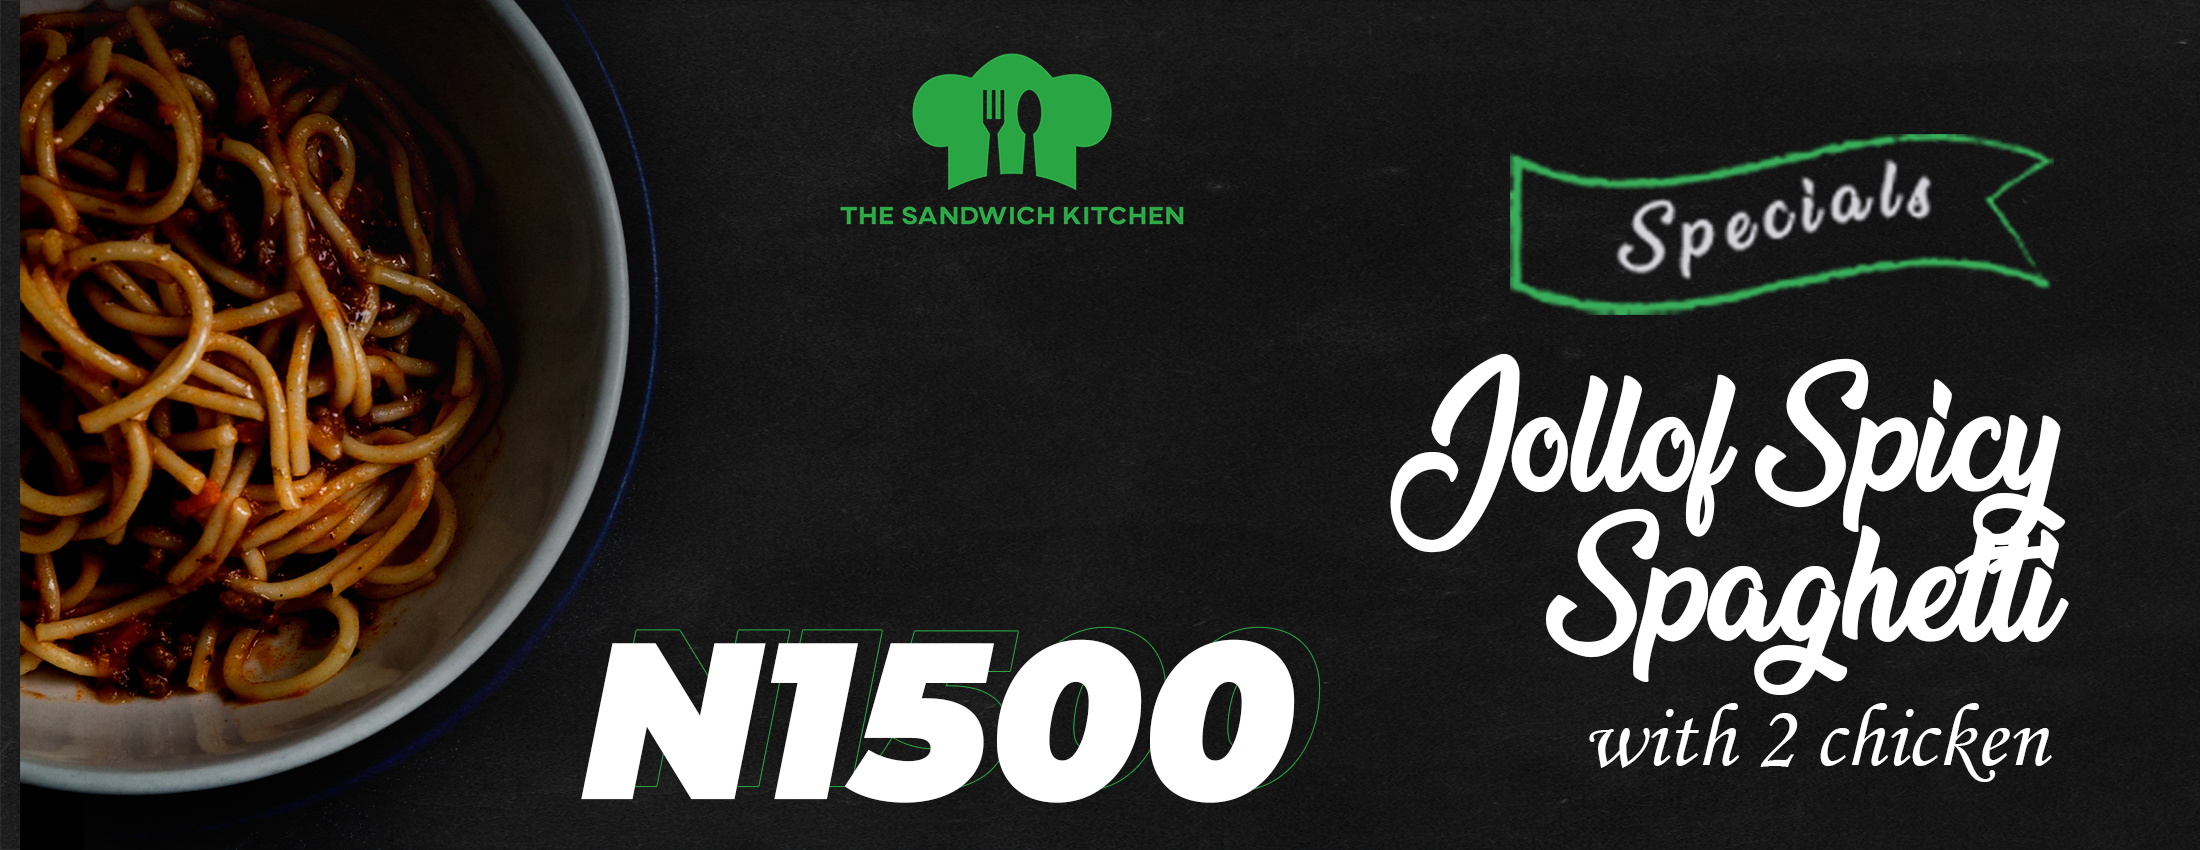 THE SANDWICH KITCHEN
Specials
Jollof Spicy
Spaghetti
with 2 chicken
N1500